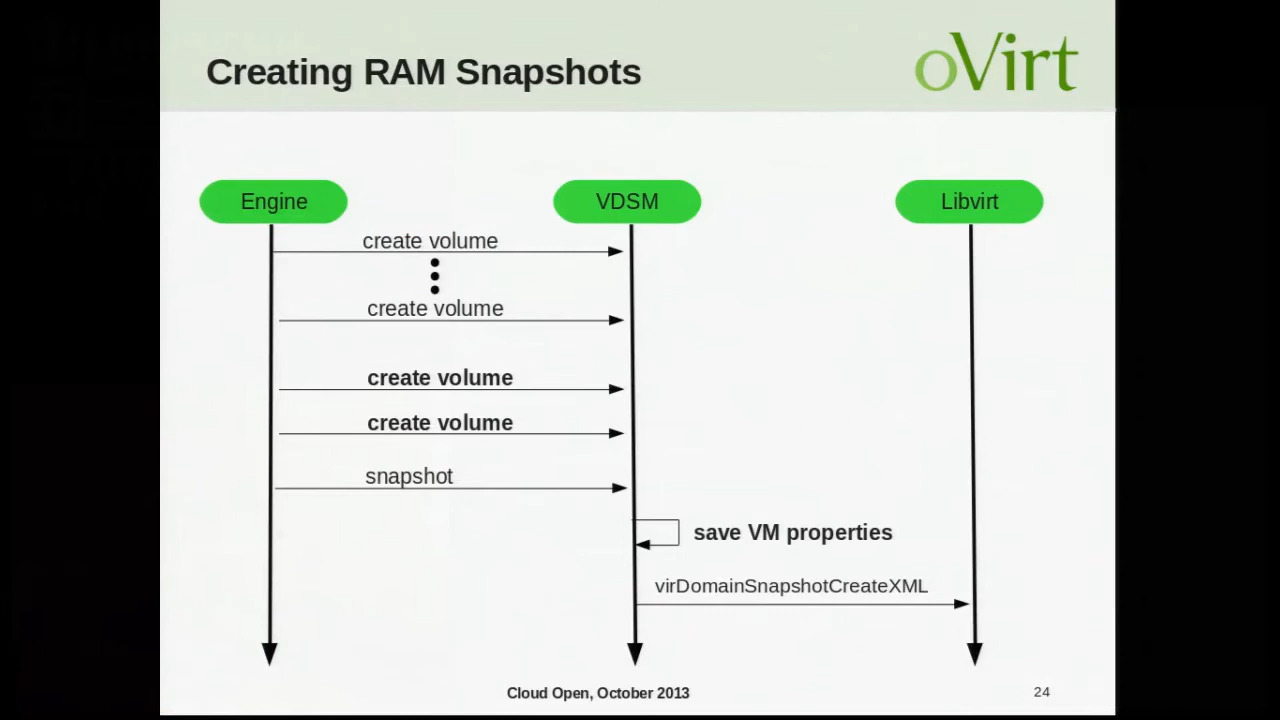 Creating RAM Snapshots
oVirt
Engine
VDSM
Libvirt
create volume
create volume
create volume
create volume
snapshot
save VM properties
virDomainSnapshotCreateXML
Cloud Open, October 2013
24